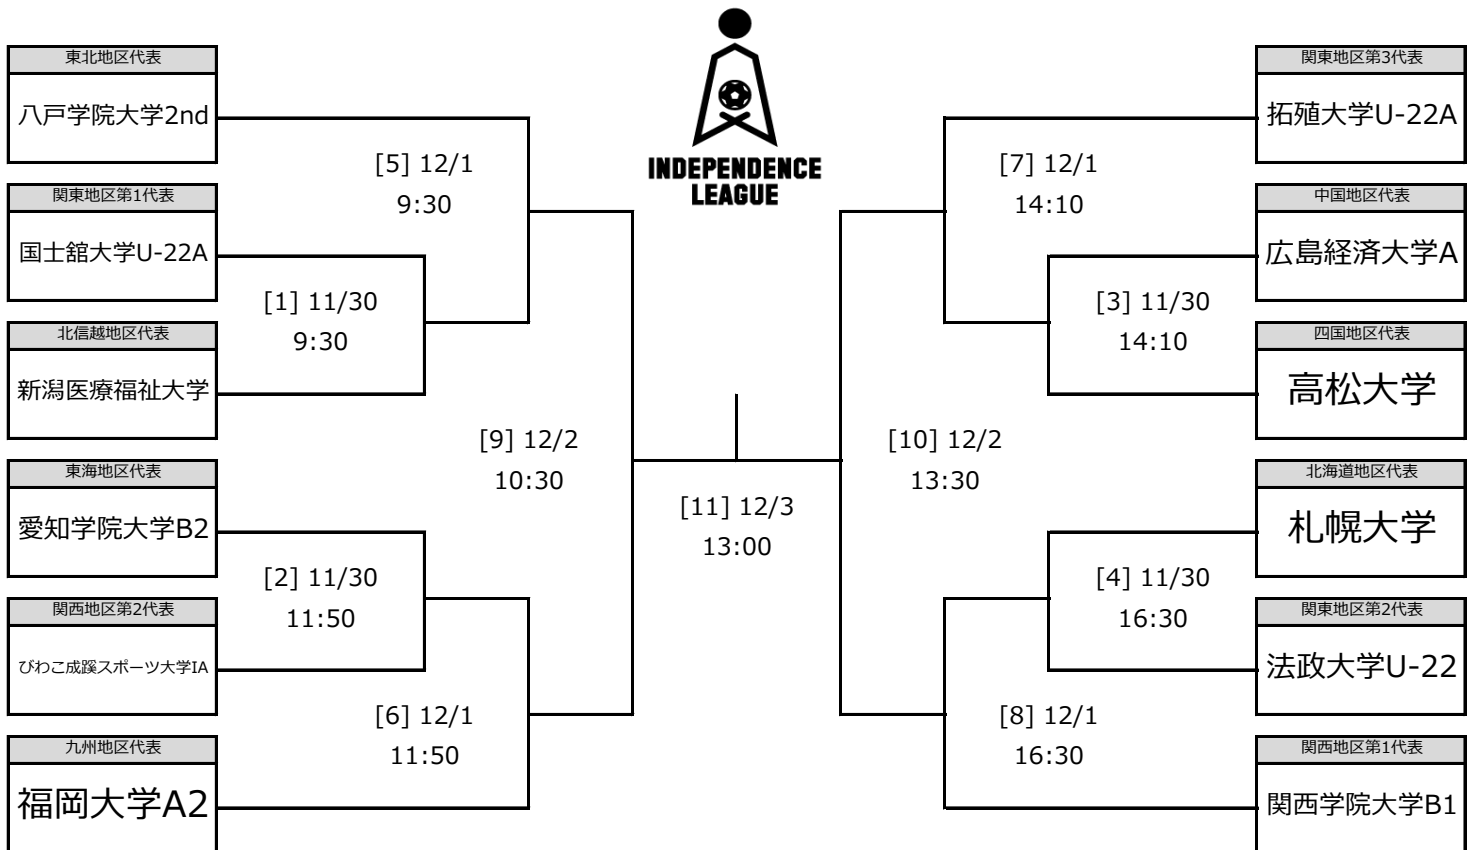 東北地区代表
八戸学院大学2nd
関東地区第1代表
国士舘大学U-22A
北信越地区代表
新潟医療福祉大学
東海地区代表
愛知学院大学B2
関西地区第2代表
びわこ成蹊スポーツ大学IA
九州地区代表
福岡大学A2
[5] 12/1
9:30
[1] 11/30
9:30
[9] 12/2
10:30
[2] 11/30
11:50
[6] 12/1
11:50
INDEPENDENCE
LEAGUE
[11] 12/3
13:00
[7] 12/1
14:10
[3] 11/30
14:10
[10] 12/2
13:30
[4] 11/30
16:30
[8] 12/1
16:30
関東地区第3代表
拓殖大学U-22A
中国地区代表
広島経済大学A
四国地区代表
高松大学
北海道地区代表
札幌大学
関東地区第2代表
法政大学U-22
関西地区第1代表
関西学院大学B1